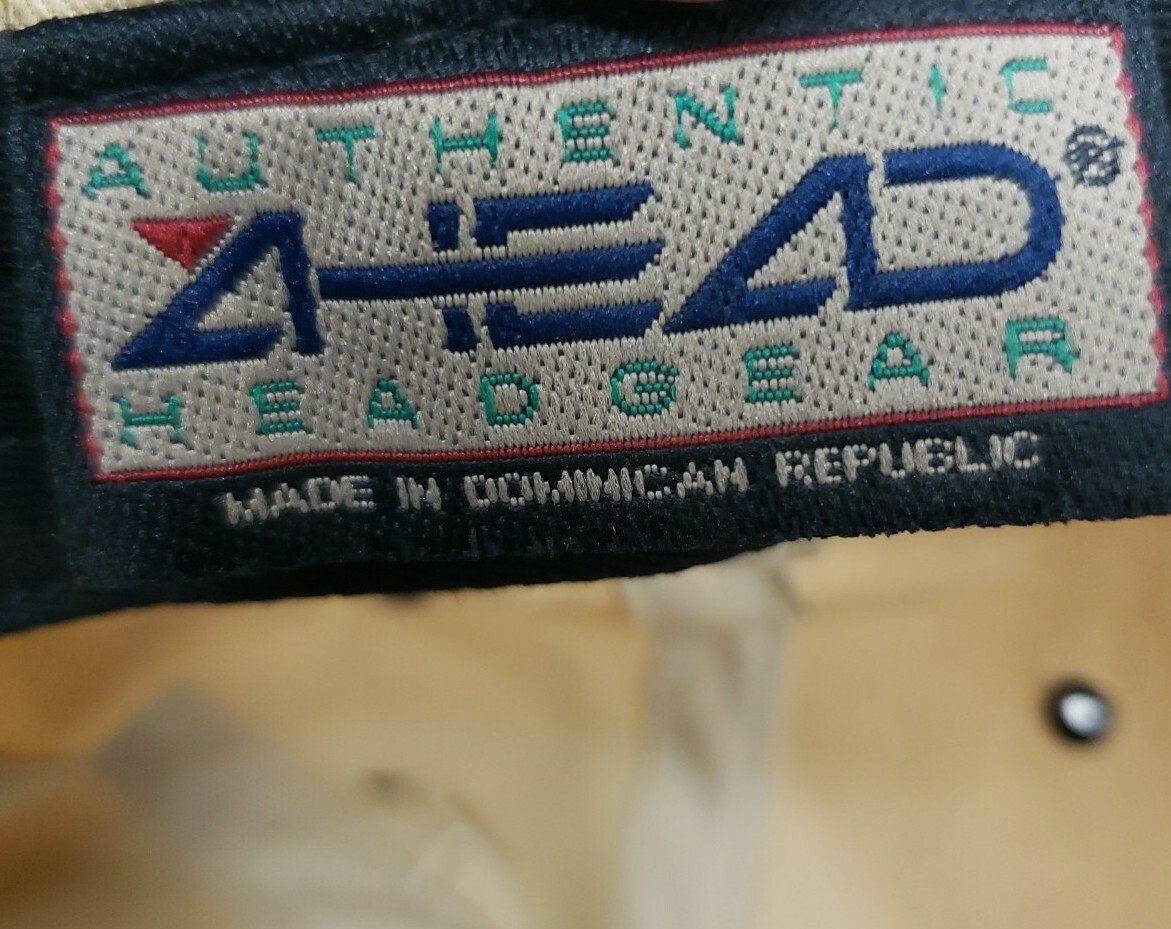 AUTHENTIC
AHEAD®
HEADGEAR
MADE IN DOMINICAN REPUBLIC